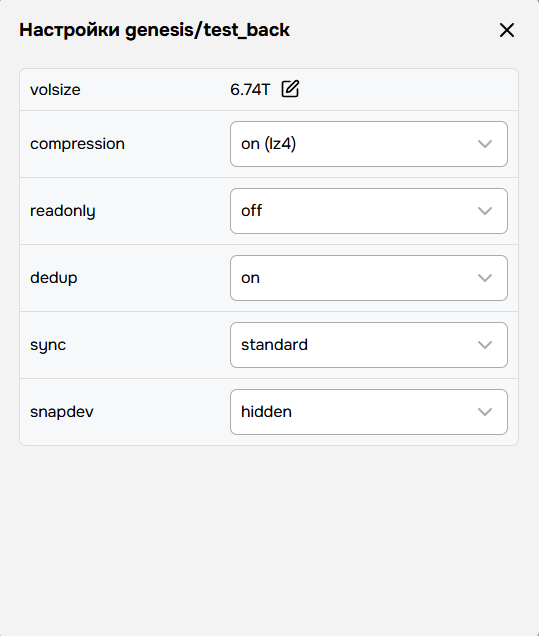 Настройки genesis/test_back
volsize 6.74T
compression on (lz4)
readonly off
dedup on
sync standard
snapdev hidden